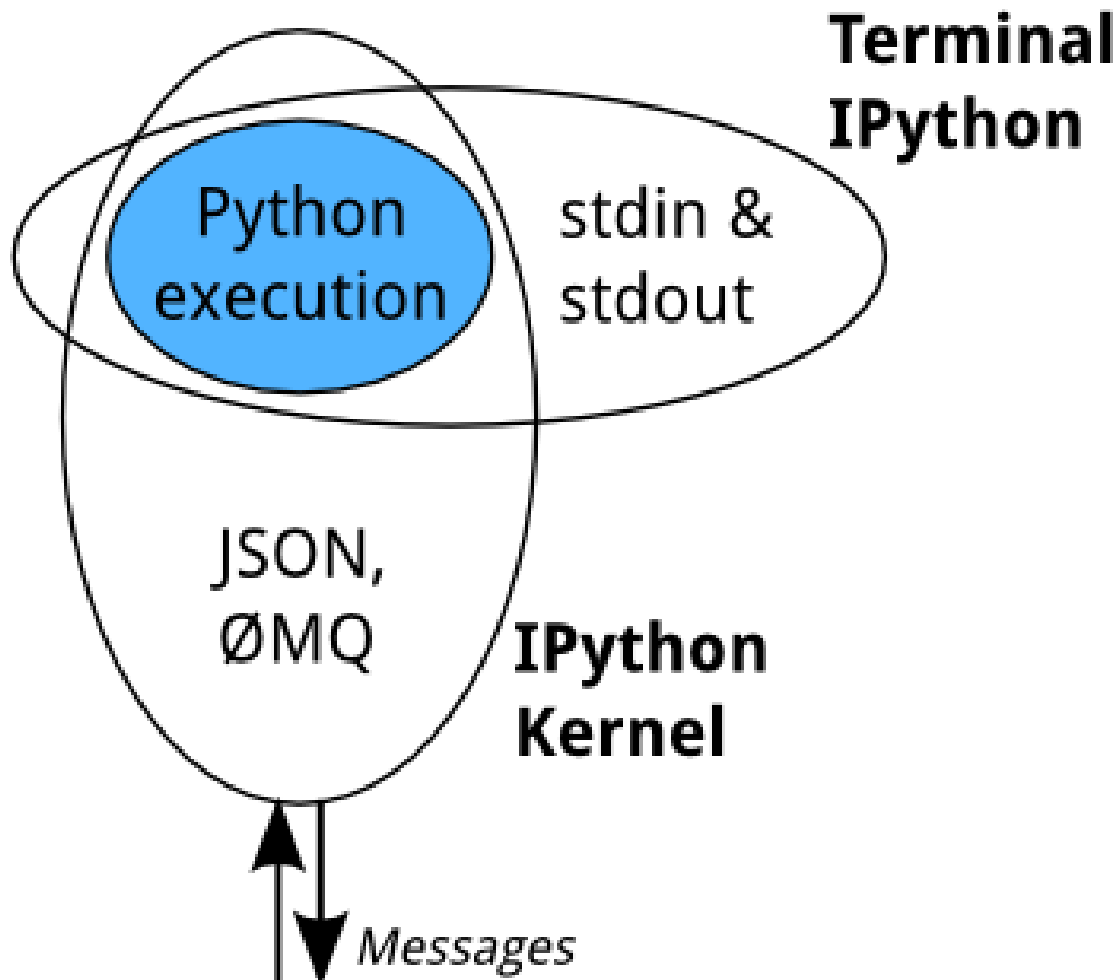 Terminal
IPython
Python
execution
stdin &
stdout
JSON,
ØMQ
IPython
Kernel
Messages